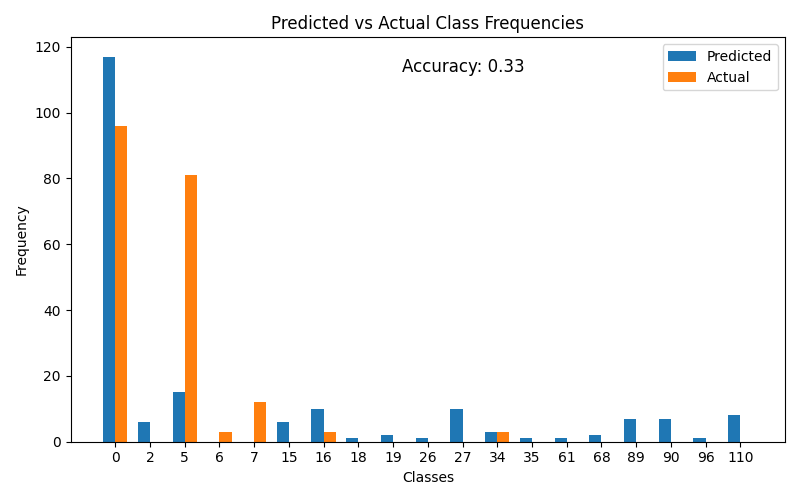 Predicted vs Actual Class Frequencies
Accuracy: 0.33
Predicted
Actual
Frequency
120
100
80
60
40
20
0
0 2 5 6 7 15 16 18 19 26 27 34 35 61 68 89 90 96 110
Classes